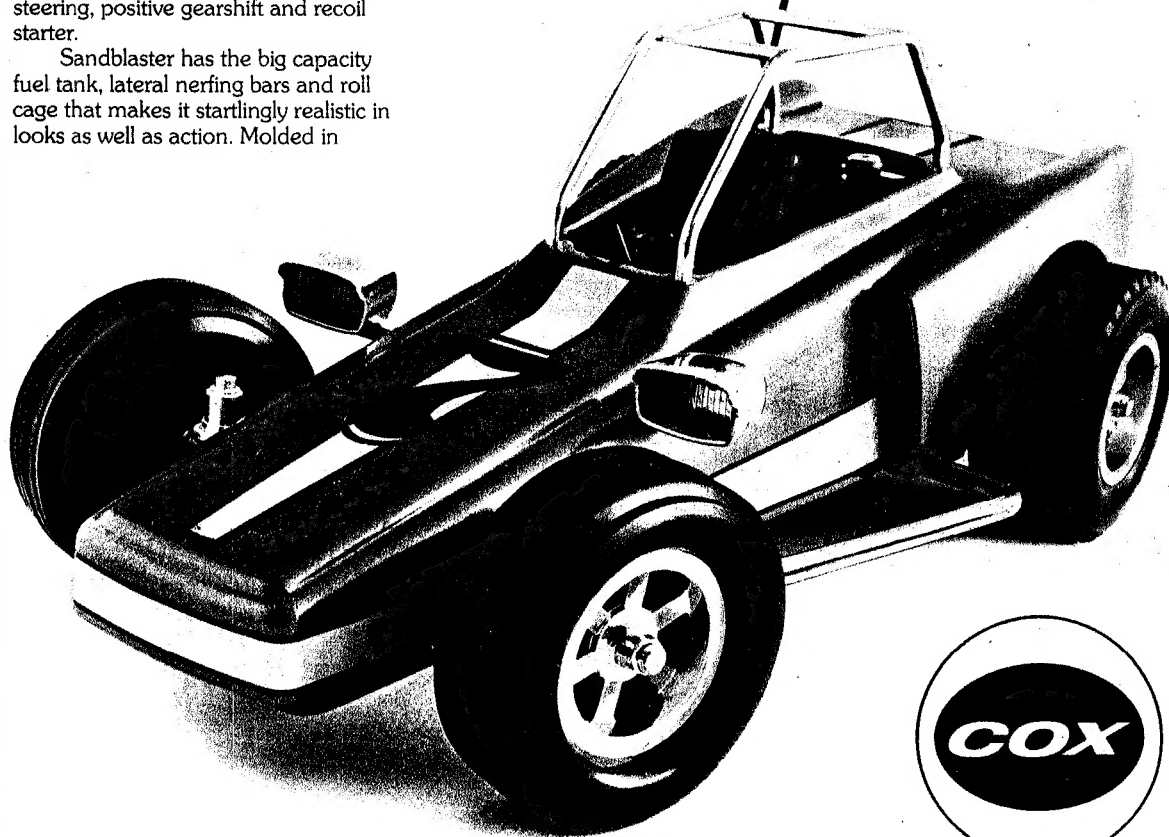 steering, positive gearshift and recoil
starter.
Sandblaster has the big capacity
fuel tank, lateral nerfing bars and roll
cage that makes it startlingly realistic in
looks as well as action. Molded in
COX